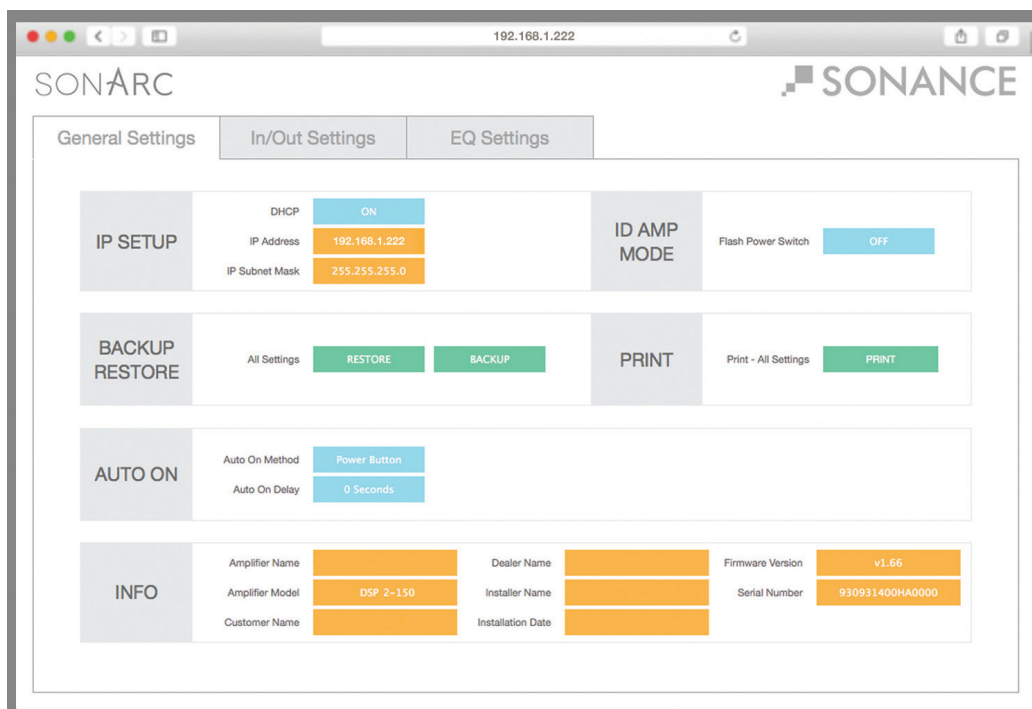 192.168.1.222
SONARC
SONANCE
General Settings
In/Out Settings
EQ Settings
IP SETUP
DHCP
ON
IP Address
192.168.1.222
IP Subnet Mask
255.255.255.0
ID AMP
MODE
Flash Power Switch
OFF
BACKUP
RESTORE
All Settings
RESTORE
BACKUP
PRINT
Print - All Settings
PRINT
AUTO ON
Auto On Method
Power Button
Auto On Delay
0 Seconds
INFO
Amplifier Name
Dealer Name
Firmware Version
v1.66
Amplifier Model
DSP 2-150
Installer Name
Serial Number
930931400HA0000
Customer Name
Installation Date